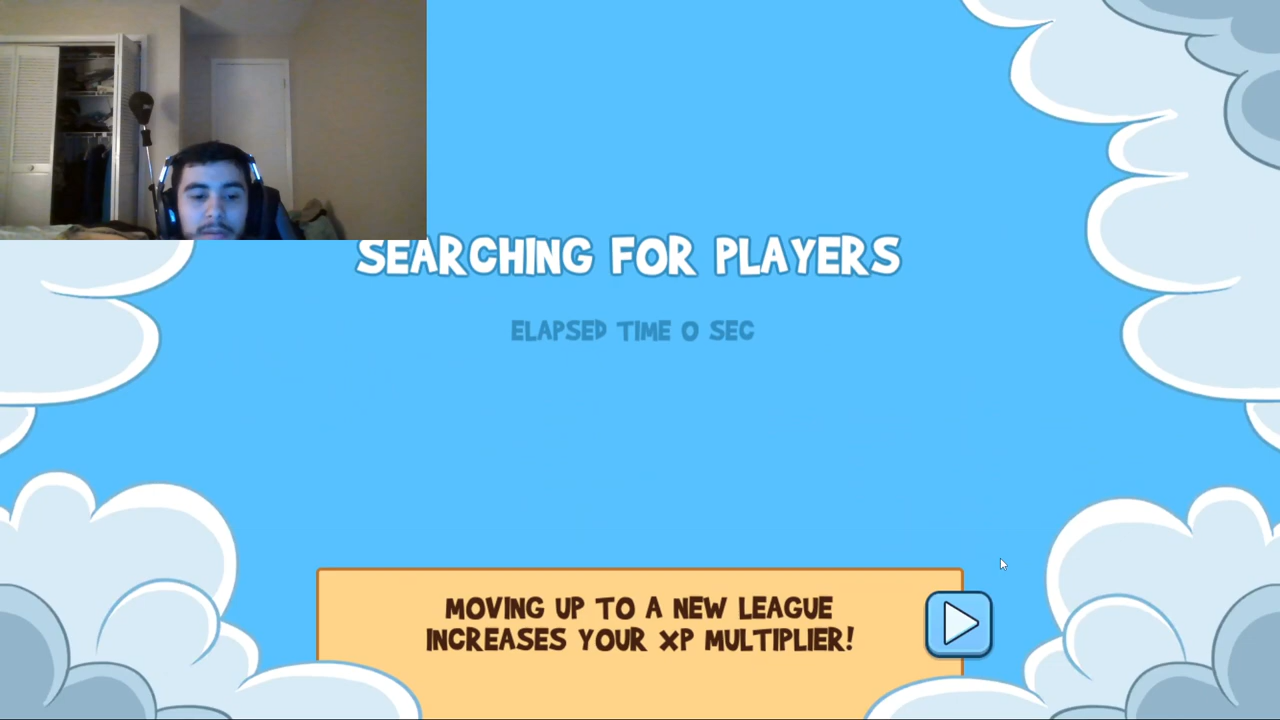 SEARCHING FOR PLAYERS
ELAPSED TIME 0 SEC
MOVING UP TO A NEW LEAGUE
INCREASES YOUR XP MULTIPLIER!